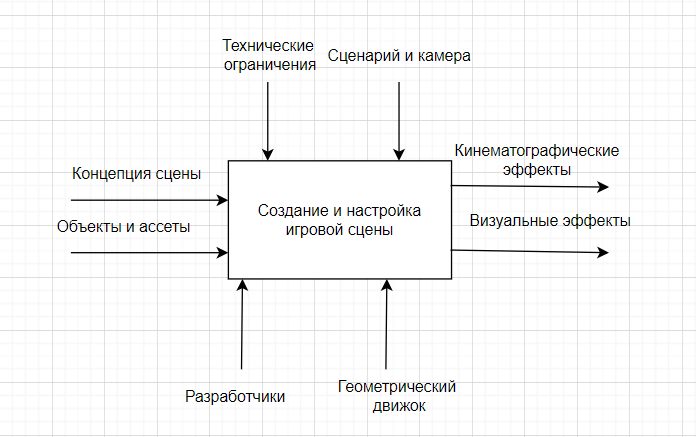 Технические
ограничения
Сценарий и камера
Концепция сцены
Объекты и ассеты
Создание и настройка
игровой сцены
Кинематографические
эффекты
Визуальные эффекты
Разработчики
Геометрический
движок